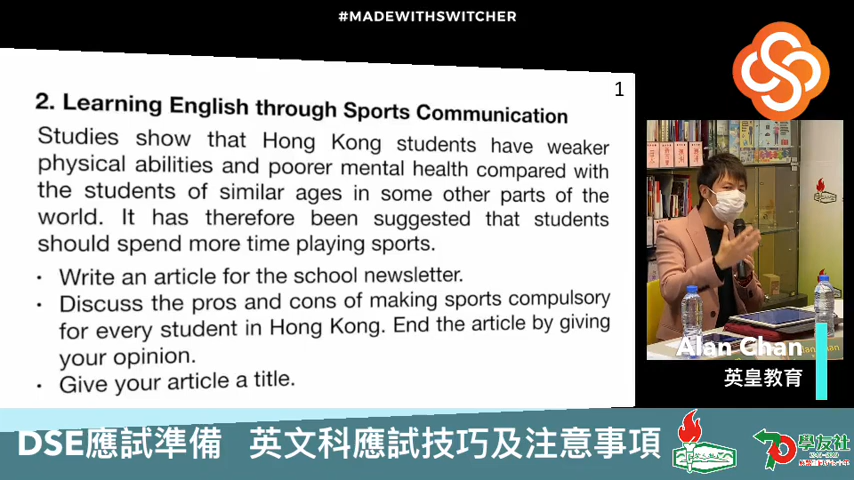 #MADEWITHSWITCHER
1
2. Learning English through Sports Communication
Studies show that Hong Kong students have weaker
physical abilities and poorer mental health compared with
the students of similar ages in some other parts of the
world. It has therefore been suggested that students
should spend more time playing sports.
· Write an article for the school newsletter.
· Discuss the pros and cons of making sports compulsory
for every student in Hong Kong. End the article by giving
your opinion.
· Give your article a title.
Alan Chan
英皇教育
DSE應試準備 英文科應試技巧及注意事項
70
學友社